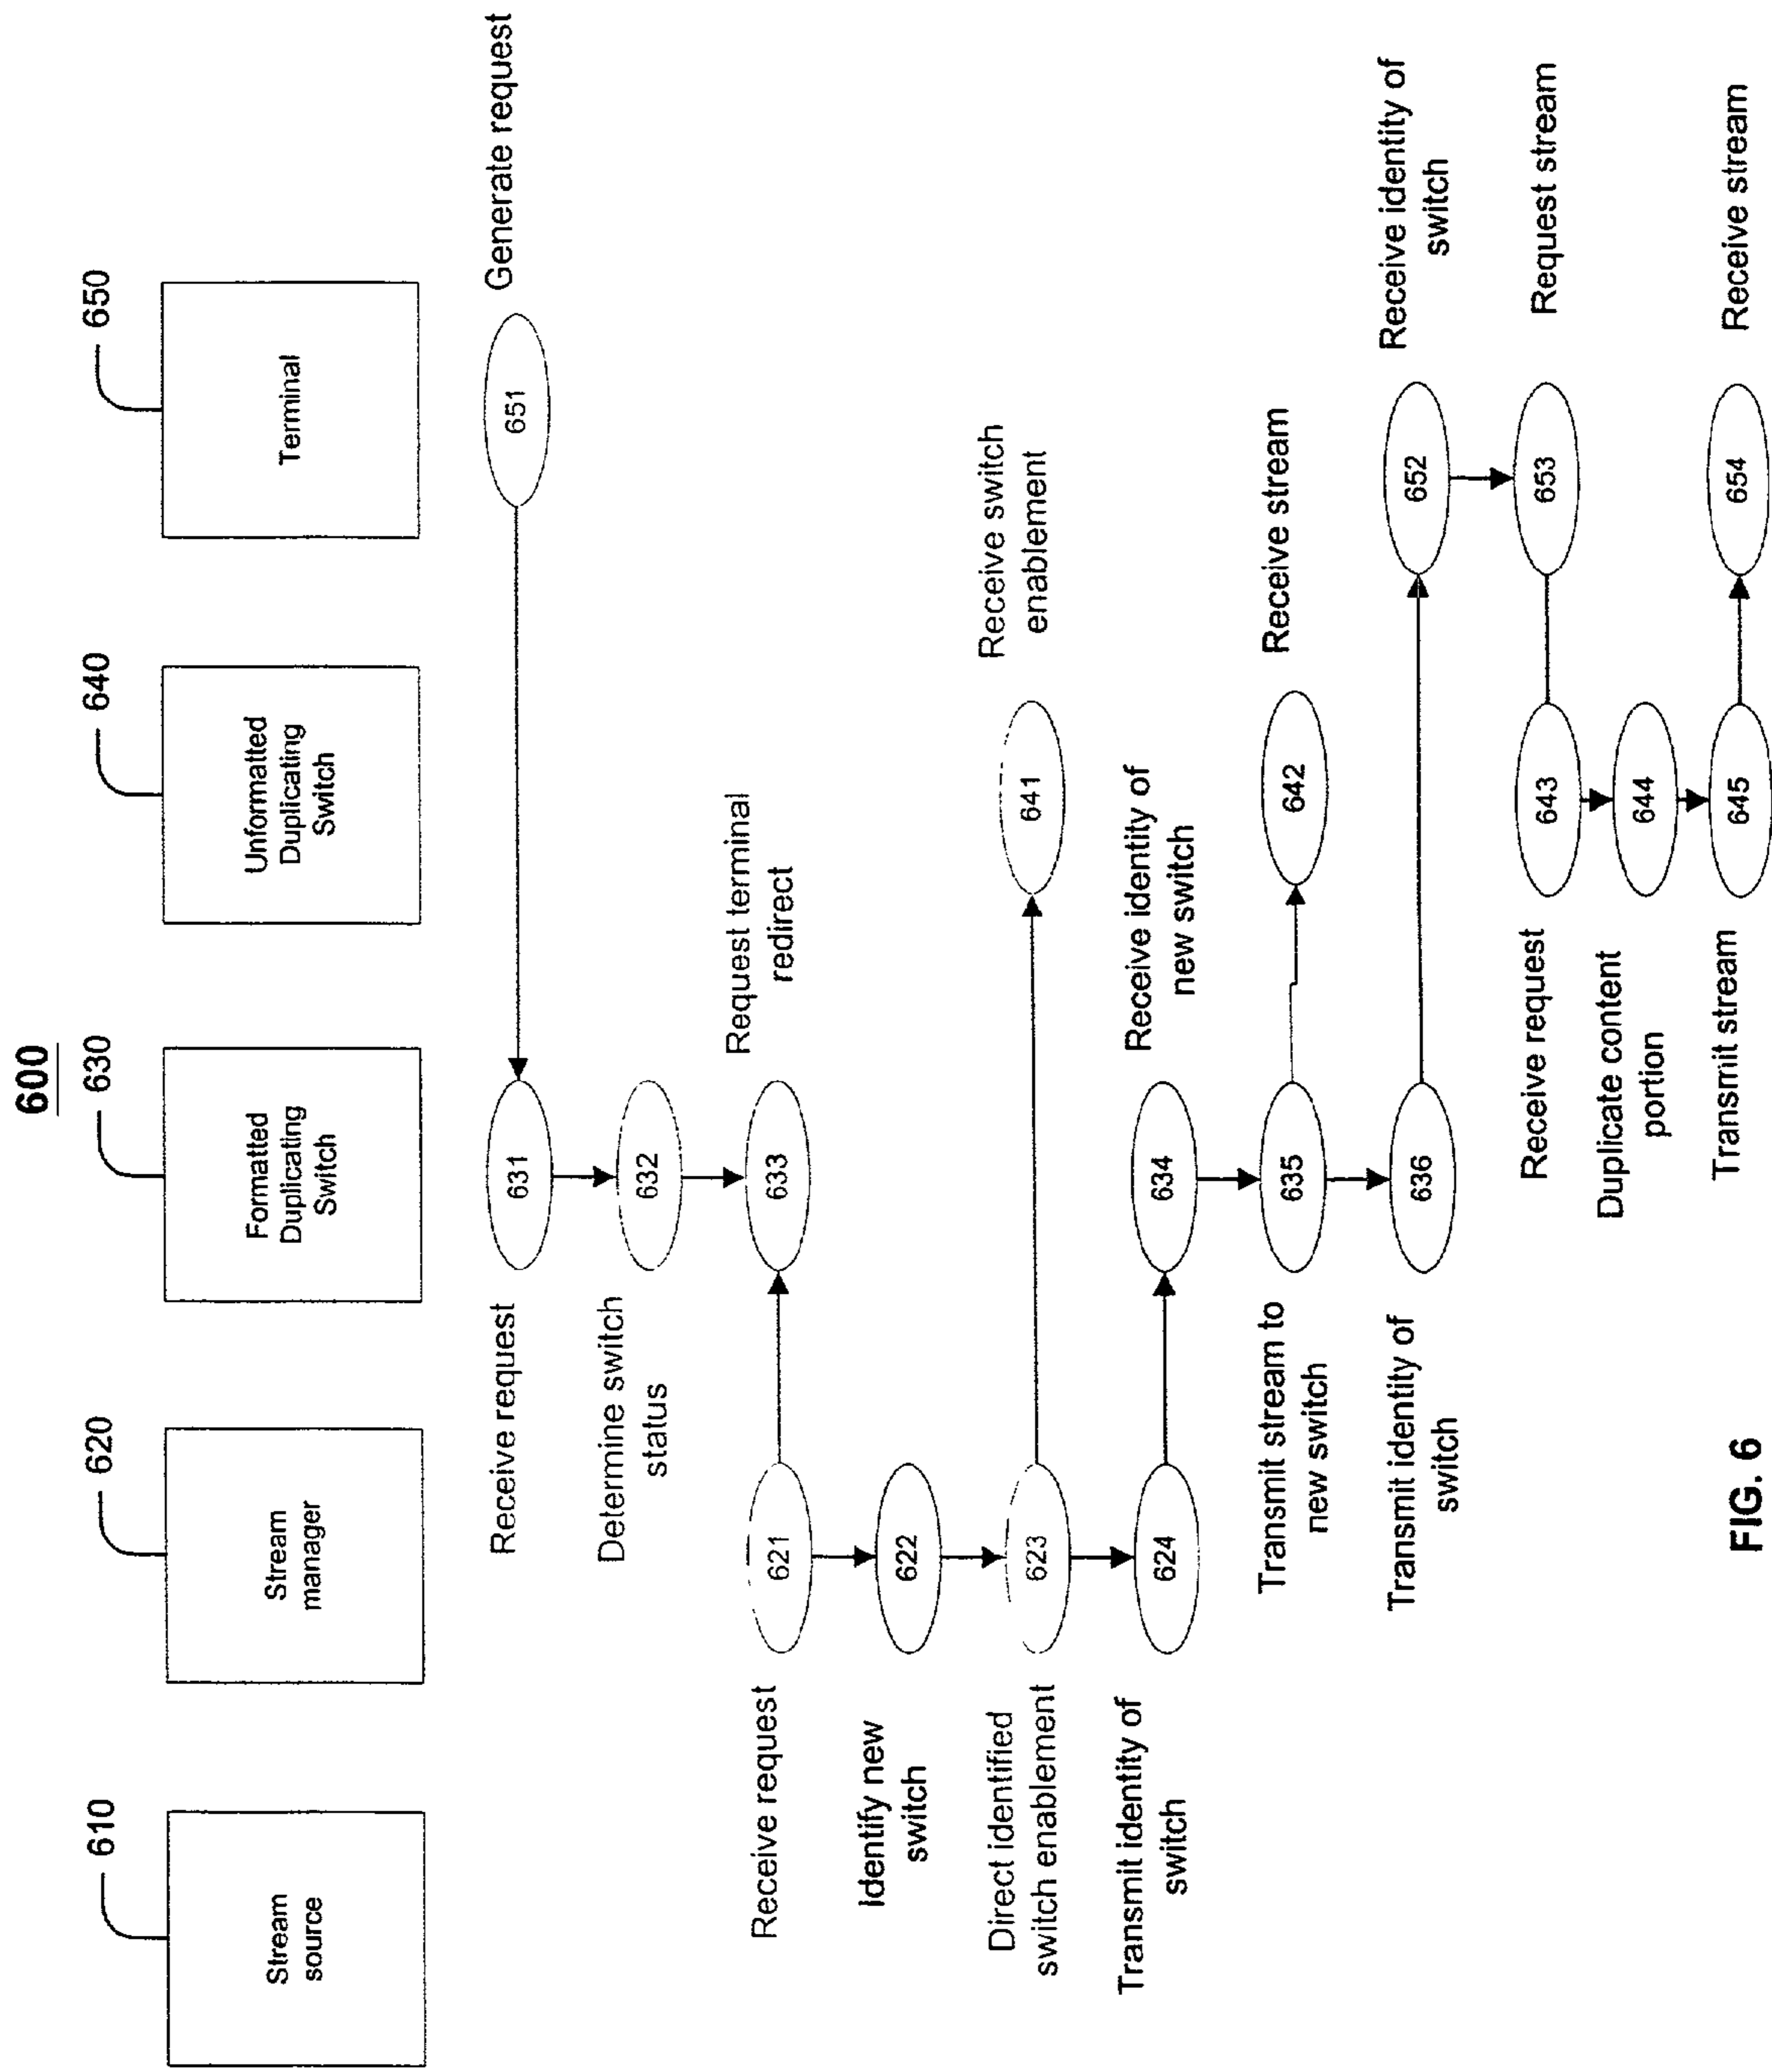 600
610
620
630
640
650
Stream
source
Stream
manager
Formatted
Duplicating
Switch
Unformatted
Duplicating
Switch
Terminal
Receive request
631
651
Generate request
Determine switch
status
632
Receive request
621
633
Request terminal
redirect
Identify new
switch
622
Direct identified
switch enablement
623
641
Receive switch
enablement
Transmit identity of
switch
624
634
Receive identity of
new switch
Transmit stream to
new switch
635
642
Receive stream
Transmit identity of
switch
636
652
Receive identity of
switch
Receive request
643
653
Request stream
Duplicate content
portion
644
Transmit stream
645
654
Receive stream
FIG. 6